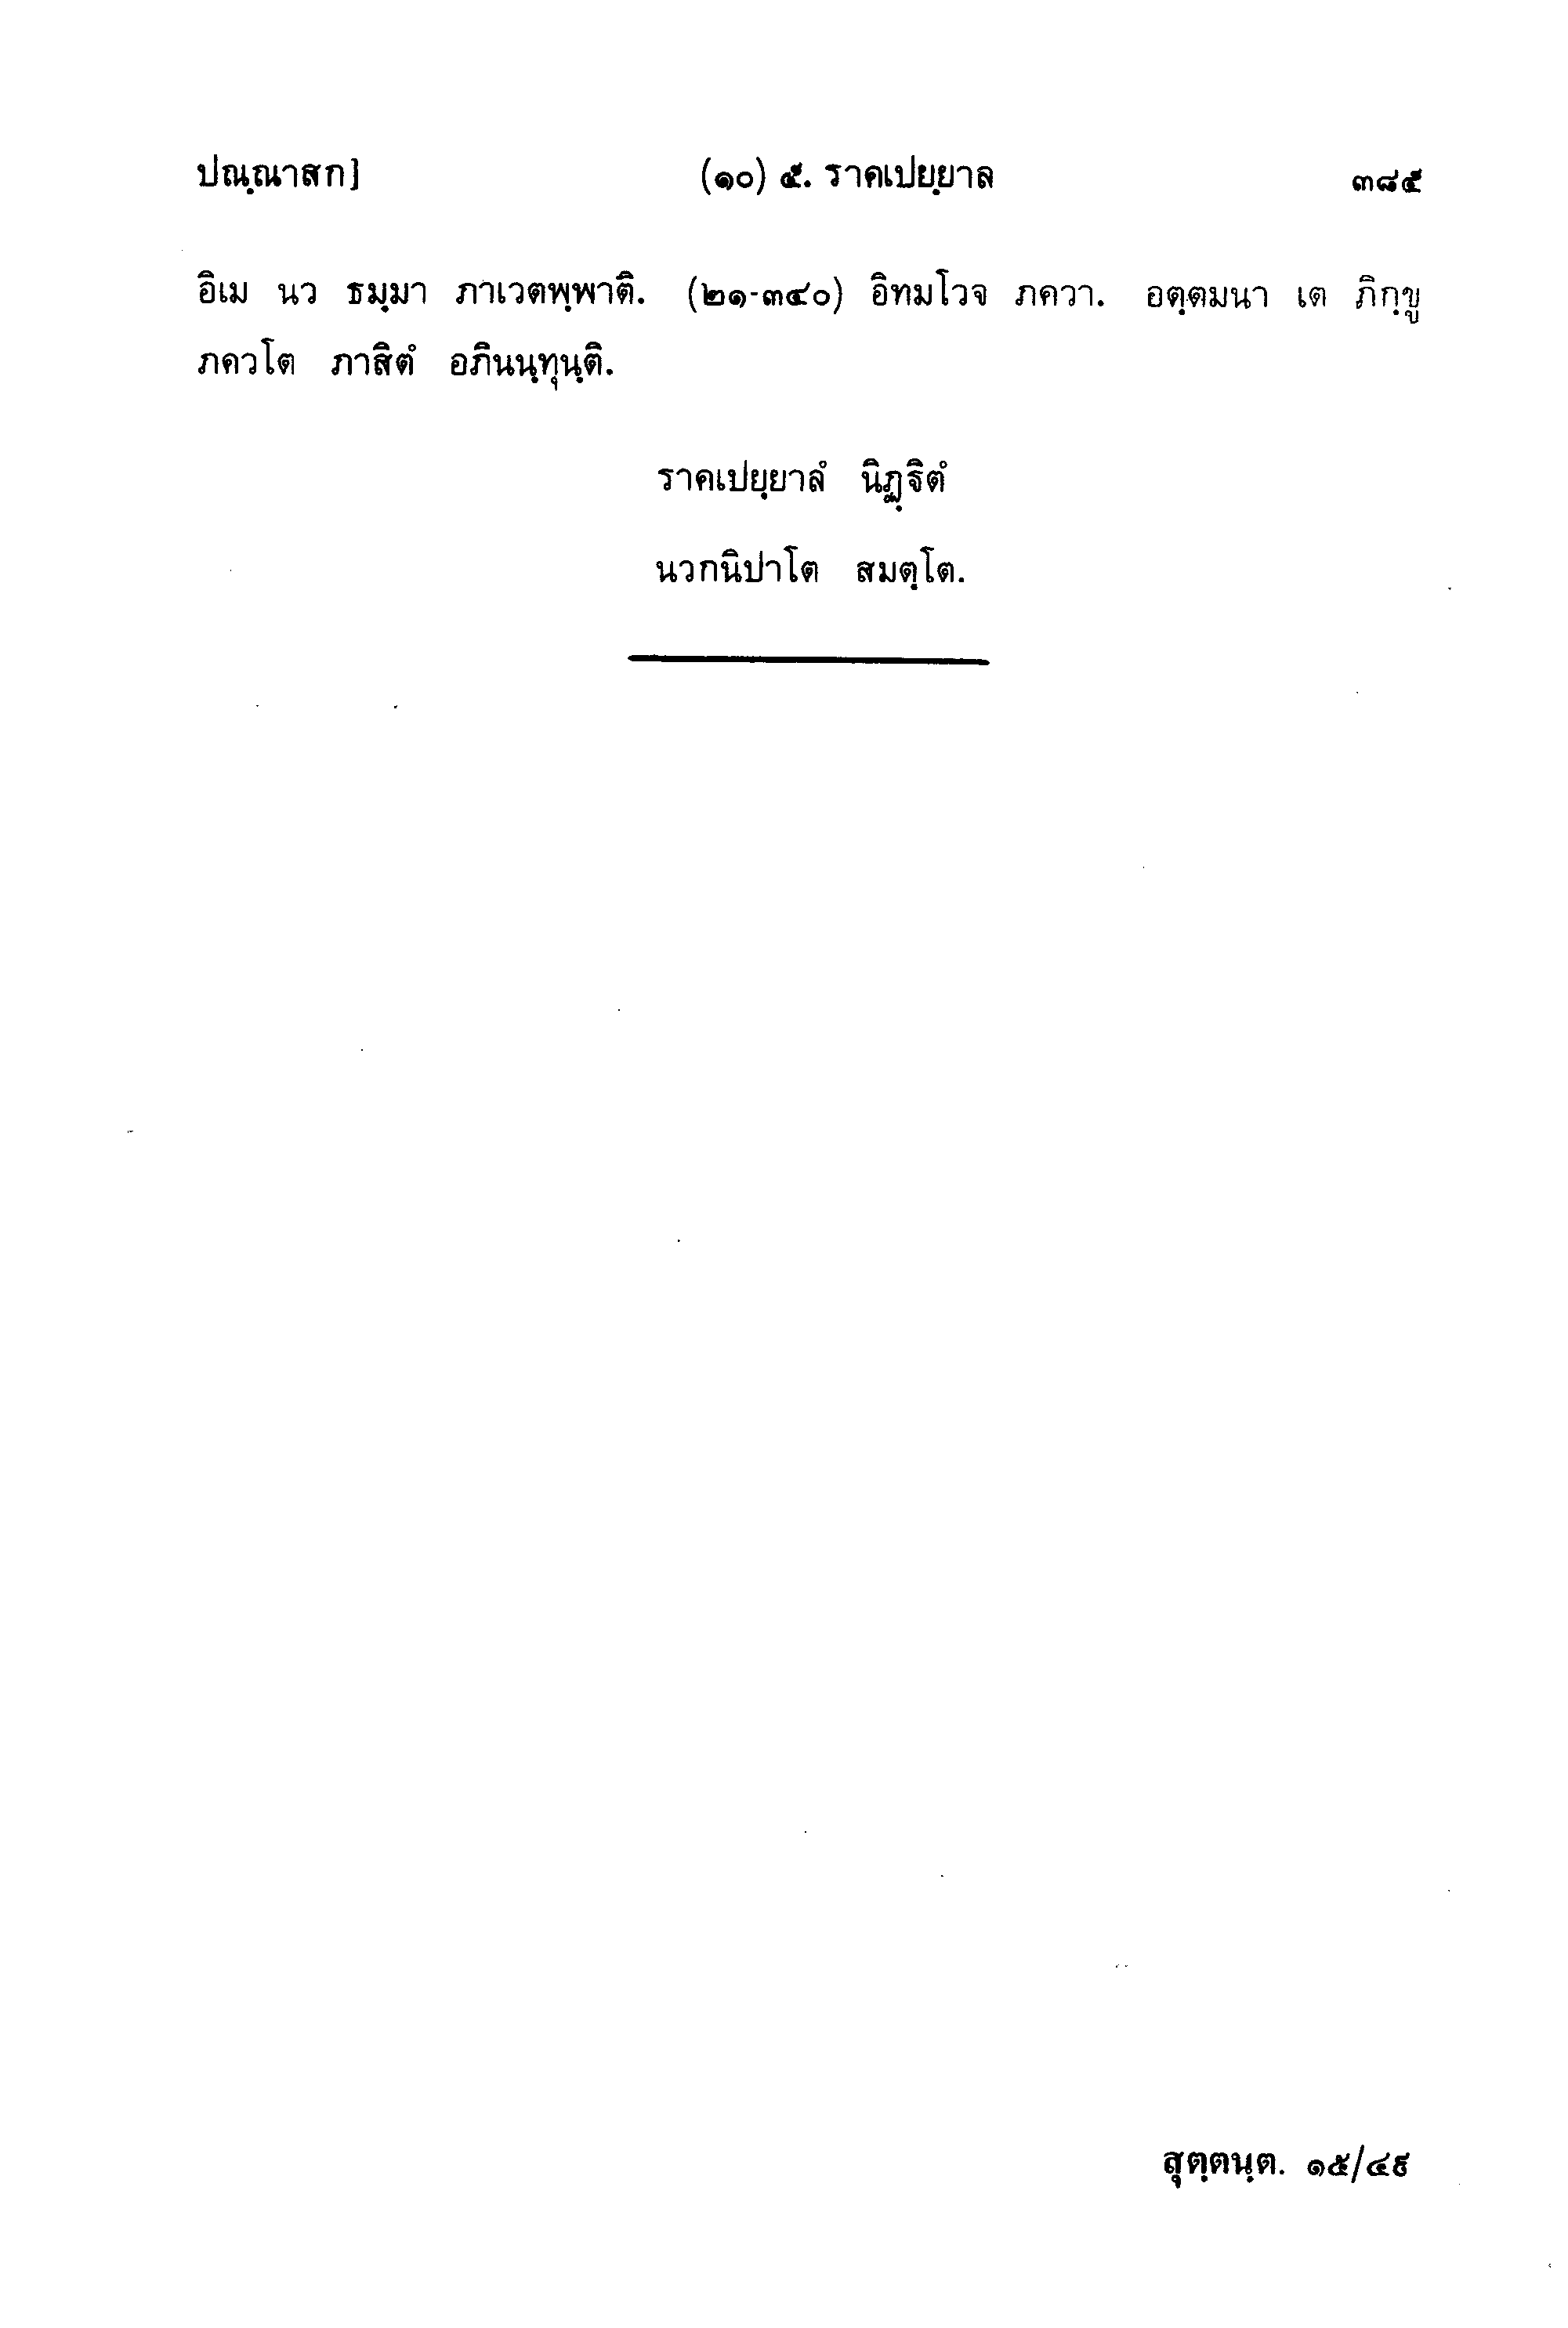 ปณฺณาสก] (๑๐) ๕. ราคเปยฺยาล ๓๘๕
อิเม นว ธมฺมา ภาเวตพฺพาติ. (๒๑-๓๔๐) อิทมโวจ ภควา. อตฺตมนา เต ภิกฺขู
ภควโต ภาสิตํ อภินนฺทุนฺติ.
ราคเปยฺยาลํ นิฏฺฐิตํ
นวกนิปาโต สมตฺโต.
สุตฺตนฺต. ๑๕/๔๙